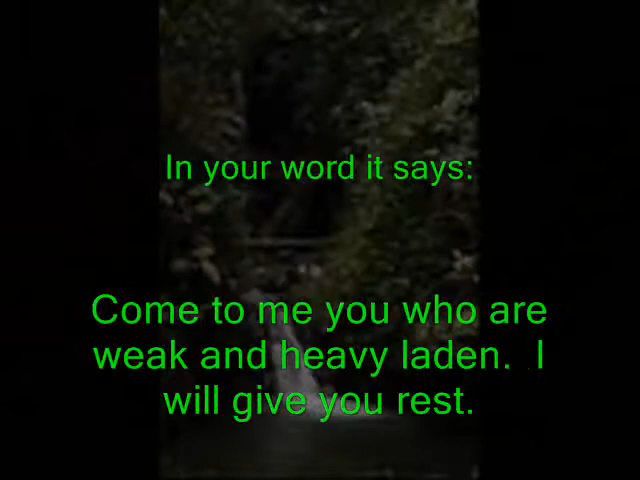 In your word it says:
Come to me you who are
weak and heavy laden.  I
will give you rest.